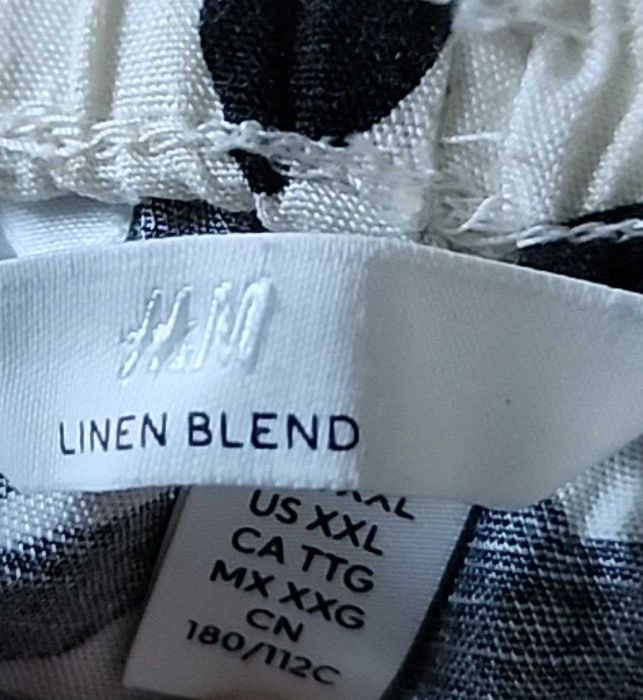 H&M
LINEN BLEND
US XXL
CA TTG
MX XXG
CN
180/112C